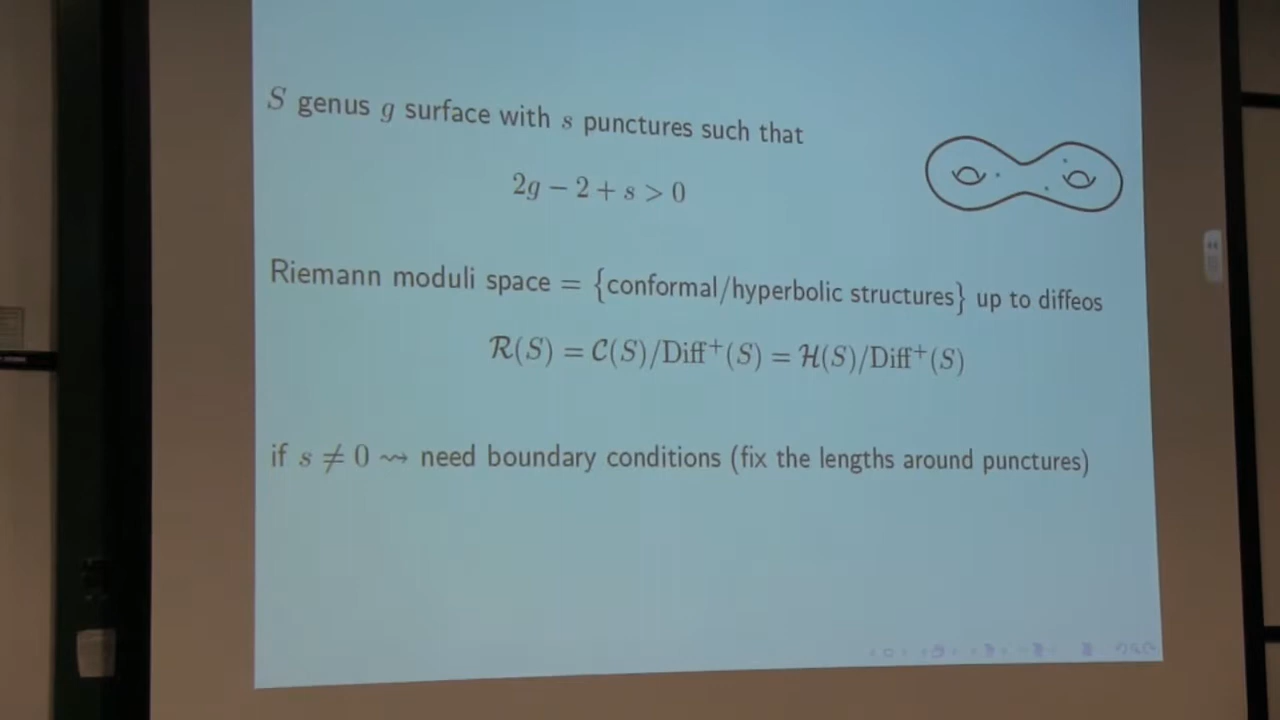 S genus g surface with s punctures such that
2g − 2 + s > 0
Riemann moduli space = {conformal/hyperbolic structures} up to diffeos
ℛ(S) = 𝒞(S)/Diff⁺(S) = ℋ(S)/Diff⁺(S)
if s ≠ 0 ⇝ need boundary conditions (fix the lengths around punctures)